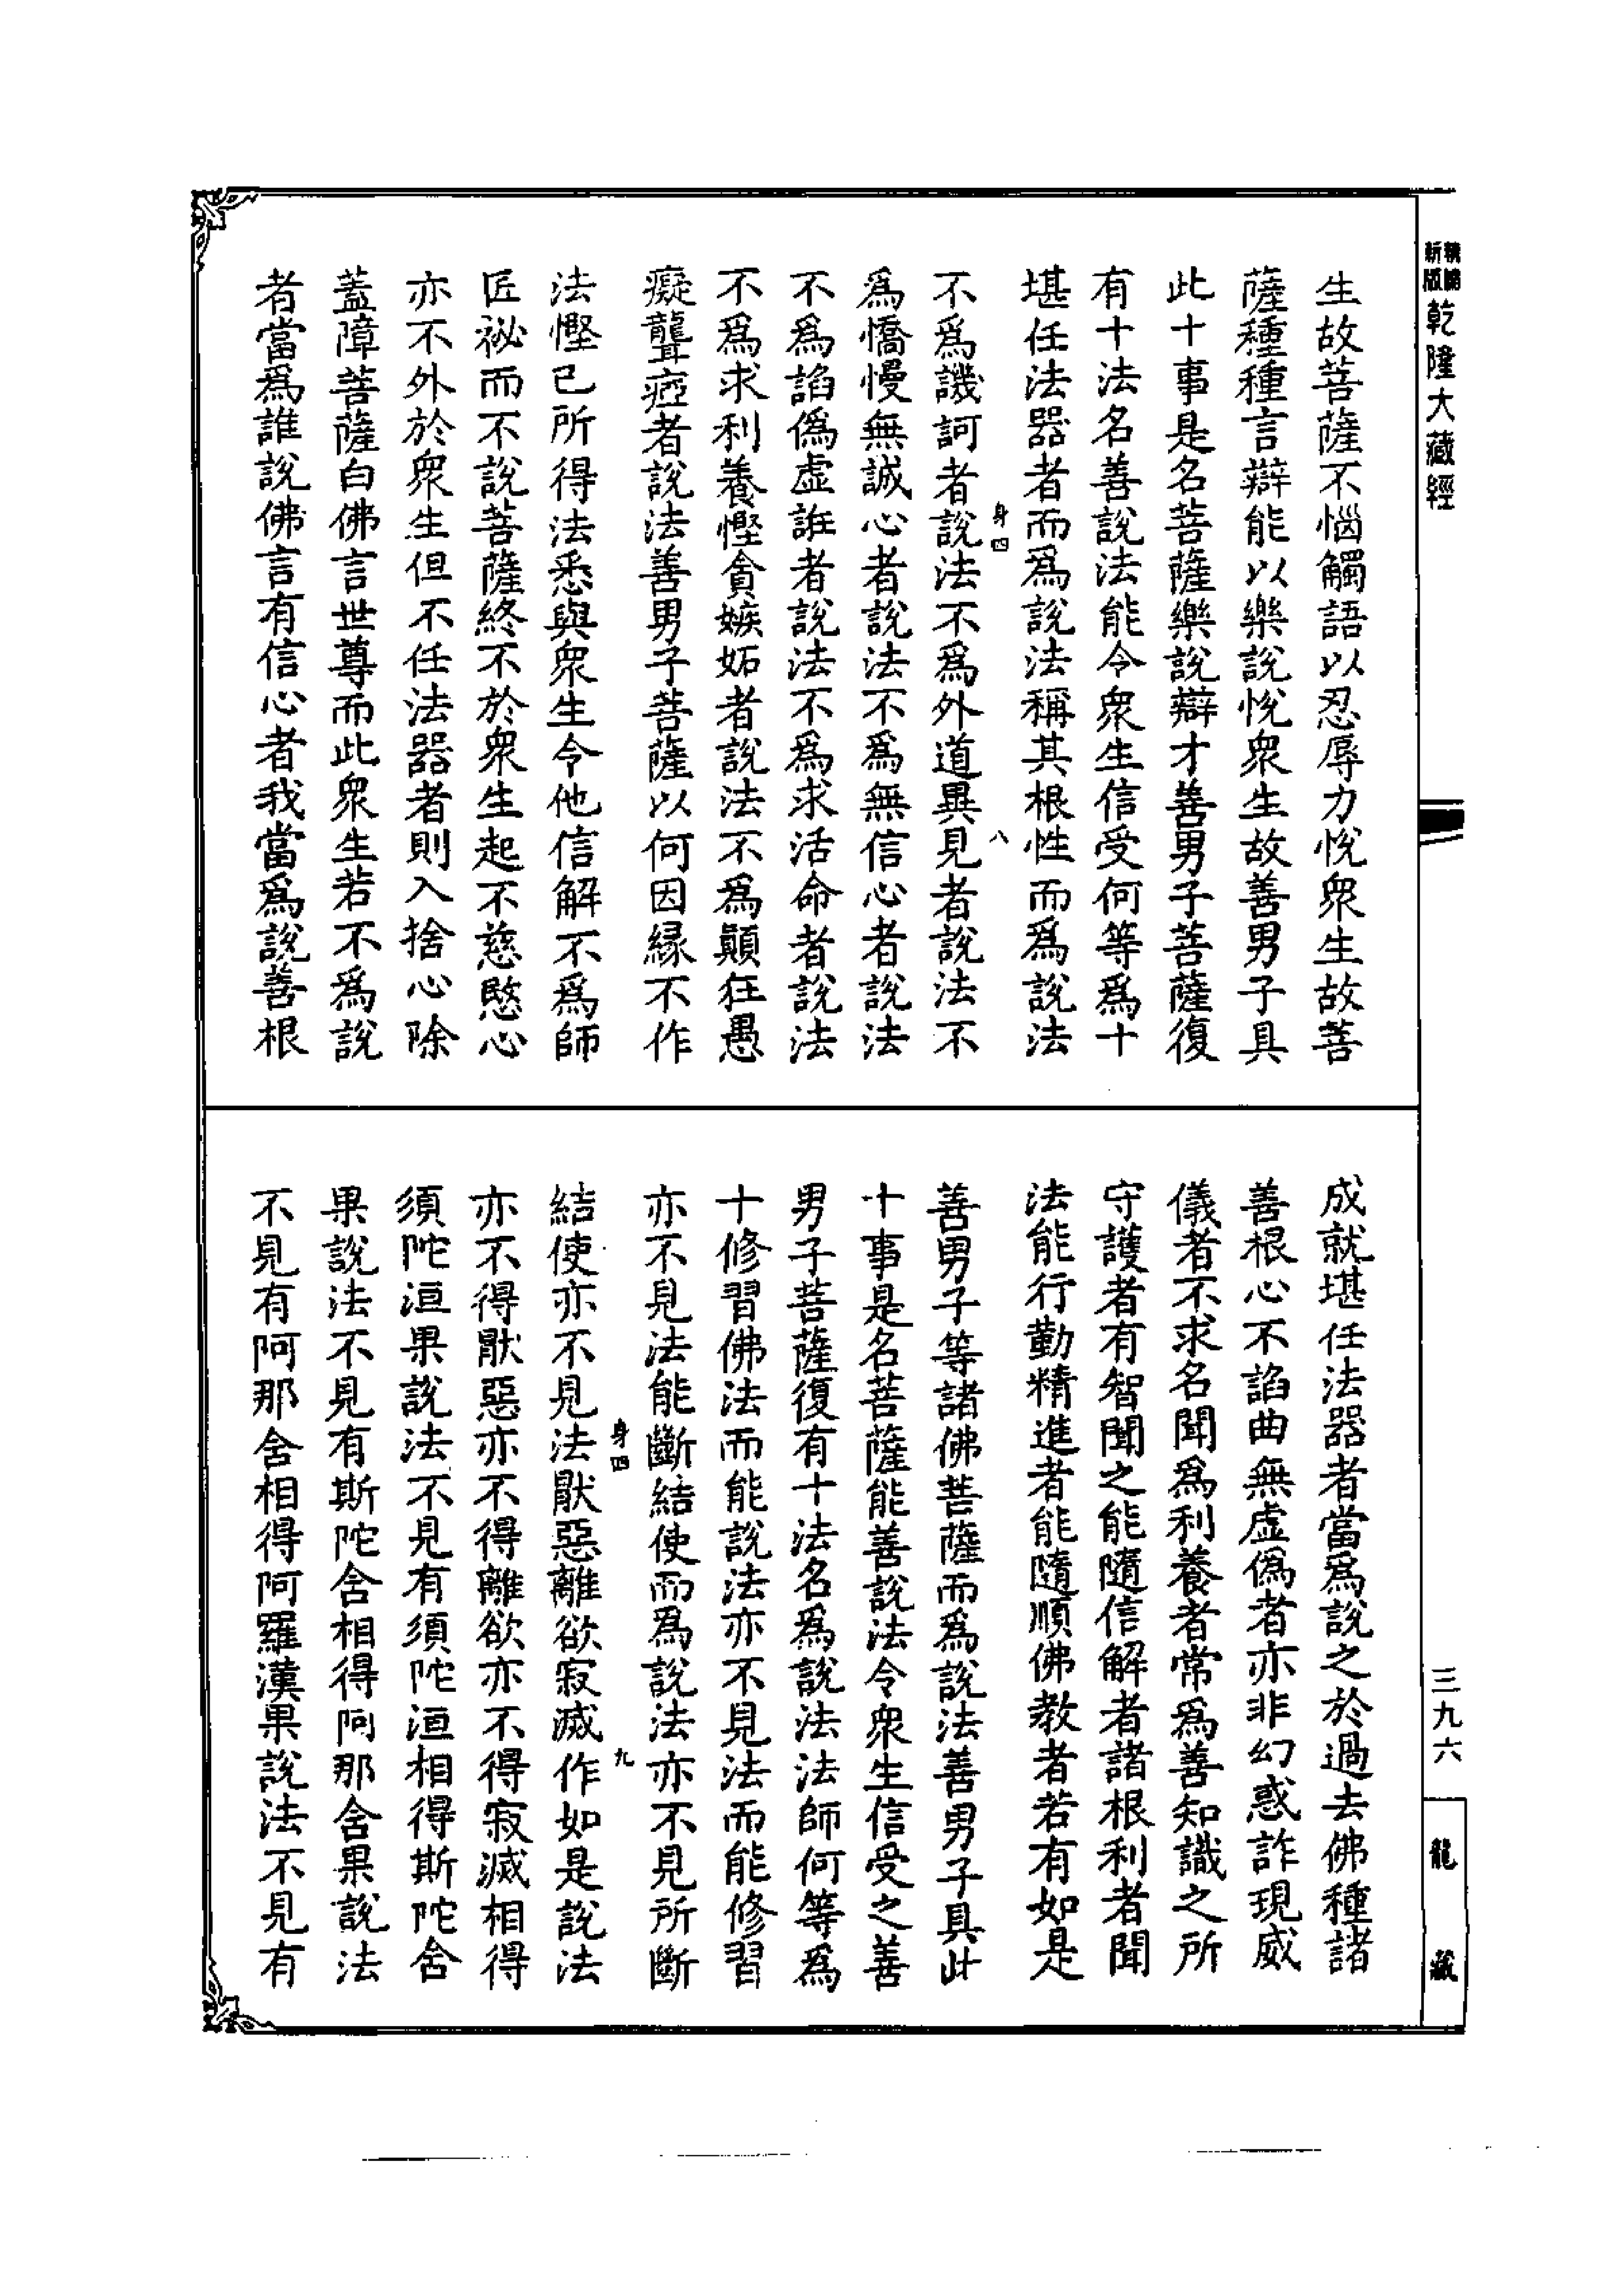 新版
乾隆大藏經
生故菩薩不惱觸語以忍辱力悅衆生故菩
薩種種言辯能以樂說悅衆生故善男子具
此十事是名菩薩樂說辯才善男子菩薩復
有十法名善說法能令衆生信受何等爲十
堪任法器者而爲說法稱其根性而爲說法
身四
八
不爲譏訶者說法不爲外道異見者說法不
爲憍慢無誠心者說法不爲無信心者說法
不爲諂僞虛誑者說法不爲求活命者說法
不爲求利養慳貪嫉妬者說法不爲顛狂愚
癡聾瘂者說法善男子菩薩以何因緣不作
法慳已所得法悉與衆生令他信解不爲師
匠祕而不說菩薩終不於衆生起不慈愍心
亦不外於衆生但不任法器者則入捨心除
蓋障菩薩白佛言世尊而此衆生若不爲說
者當爲誰說佛言有信心者我當爲說善根
成就堪任法器者當爲說之於過去佛種諸
善根心不諂曲無虛僞者亦非幻惑詐現威
儀者不求名聞爲利養者常爲善知識之所
守護者有智聞之能隨信解者諸根利者聞
法能行勤精進者能隨順佛教者若有如是
善男子等諸佛菩薩而爲說法善男子具此
十事是名菩薩能善說法令衆生信受之善
男子菩薩復有十法名爲說法法師何等爲
十修習佛法而能說法亦不見法而能修習
亦不見法能斷結使而爲說法亦不見所斷
身四
九
結使亦不見法厭惡離欲寂滅作如是說法
亦不得厭惡亦不得離欲亦不得寂滅相得
須陀洹果說法不見有須陀洹相得斯陀舍
果說法不見有斯陀舍相得阿那舍果說法
不見有阿那舍相得阿羅漢果說法不見有
三九六
龍藏